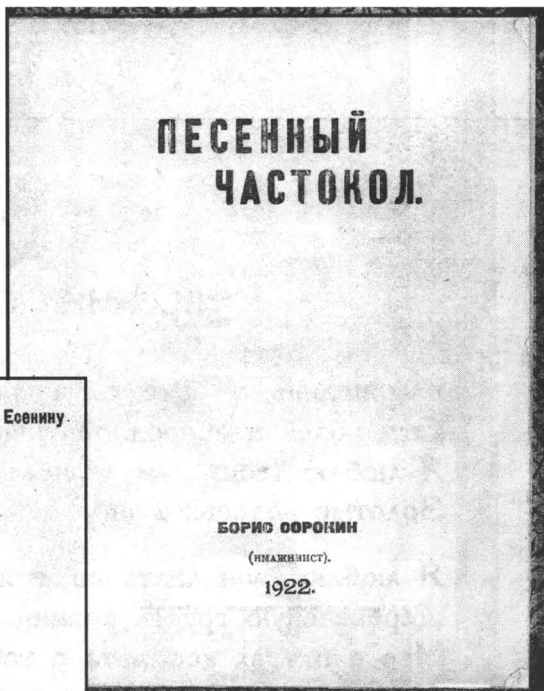 ПЕСЕННЫЙ
ЧАСТОКОЛ.
Есенину
БОРИС СОРОКИН
(имажинист).
1922.